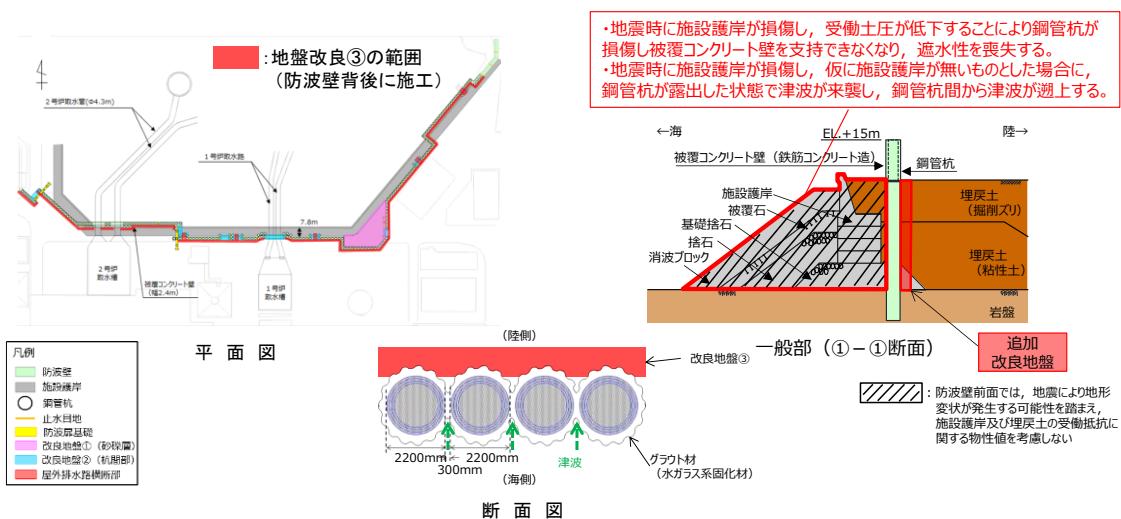 ・地震時に施設護岸が損傷し，受働土圧が低下することにより鋼管杭が
損傷し被覆コンクリート壁を支持できなくなり，遮水性を喪失する。
・地震時に施設護岸が損傷し，仮に施設護岸が無いものとした場合に，
鋼管杭が露出した状態で津波が来襲し，鋼管杭間から津波が遡上する。
：地盤改良③の範囲
（防波壁背後に施工）
2号炉取水管(Φ4.3m)
1号炉取水路
7.8m
2号炉
取水槽
被覆コンクリート壁
(幅2.4m)
1号炉
取水槽
平　面　図
←海
陸→
EL.+15m
被覆コンクリート壁（鉄筋コンクリート造）
鋼管杭
施設護岸
被覆石
基礎捨石
捨石
消波ブロック
埋戻土
（掘削ズリ）
埋戻土
（粘性土）
岩盤
一般部（①－①断面）
追加
改良地盤
：防波壁前面では，地震により地形
変状が発生する可能性を踏まえ，
施設護岸及び埋戻土の受働抵抗に
関する物性値を考慮しない
凡例
防波壁
施設護岸
鋼管杭
止水目地
防波扉基礎
改良地盤①（砂礫層）
改良地盤②（杭間部）
屋外排水路横断部
（陸側）
改良地盤③
2200mm
2200mm
300mm
津波
（海側）
グラウト材
（水ガラス系固化材）
断　面　図